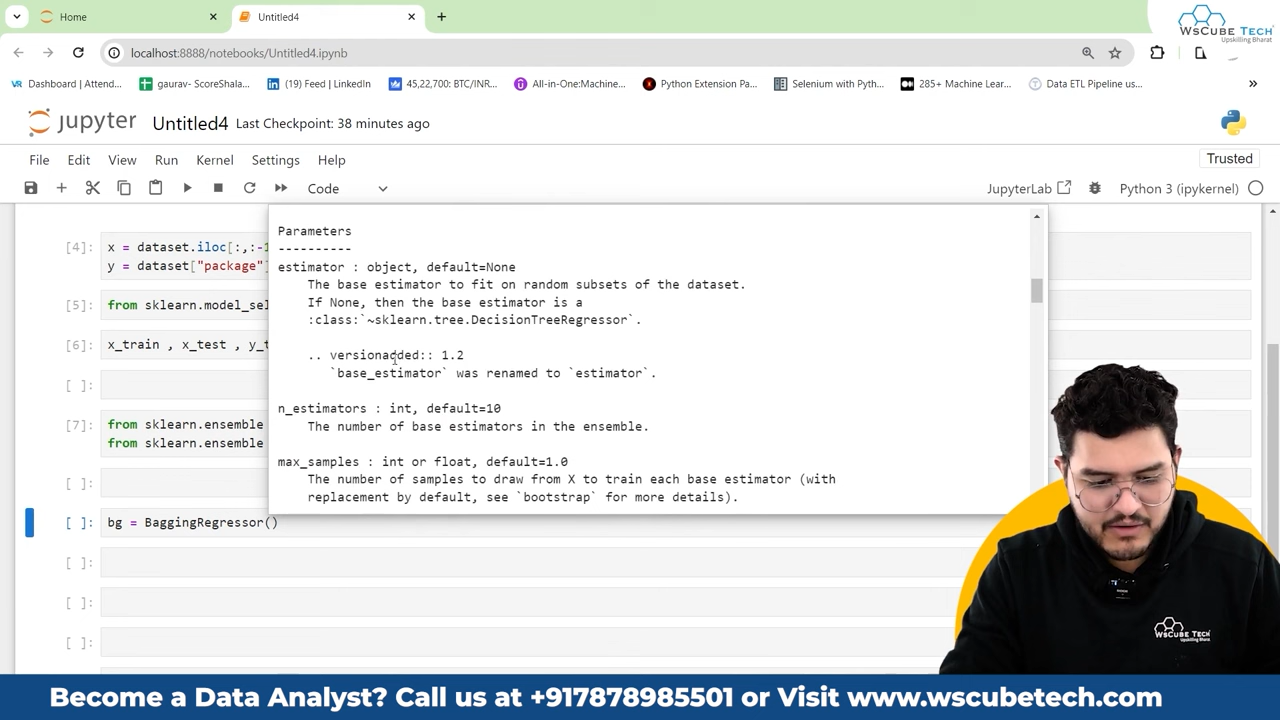 Home
Untitled4
WsCube Tech
Upskilling Bharat
localhost:8888/notebooks/Untitled4.ipynb
Dashboard | Attend...
gaurav- ScoreShala...
(19) Feed | LinkedIn
45,22,700: BTC/INR...
All-in-One:Machine...
Python Extension Pa...
Selenium with Pyth...
285+ Machine Lear...
Data ETL Pipeline us...
jupyter Untitled4 Last Checkpoint: 38 minutes ago
File Edit View Run Kernel Settings Help
Trusted
Code
JupyterLab
Python 3 (ipykernel)
Parameters
----------
[4]: x = dataset.iloc[:,:-1
y = dataset["package"]
estimator : object, default=None
The base estimator to fit on random subsets of the dataset.
If None, then the base estimator is a
:class:`~sklearn.tree.DecisionTreeRegressor`.
[5]: from sklearn.model_sel
[6]: x_train , x_test , y_t
.. versionadded:: 1.2
`base_estimator` was renamed to `estimator`.
[ ]:
n_estimators : int, default=10
The number of base estimators in the ensemble.
[7]: from sklearn.ensemble
from sklearn.ensemble
max_samples : int or float, default=1.0
The number of samples to draw from X to train each base estimator (with
replacement by default, see `bootstrap` for more details).
[ ]:
[ ]: bg = BaggingRegressor()
[ ]:
[ ]:
[ ]:
WsCube Tech
Become a Data Analyst? Call us at +917878985501 or Visit www.wscubetech.com